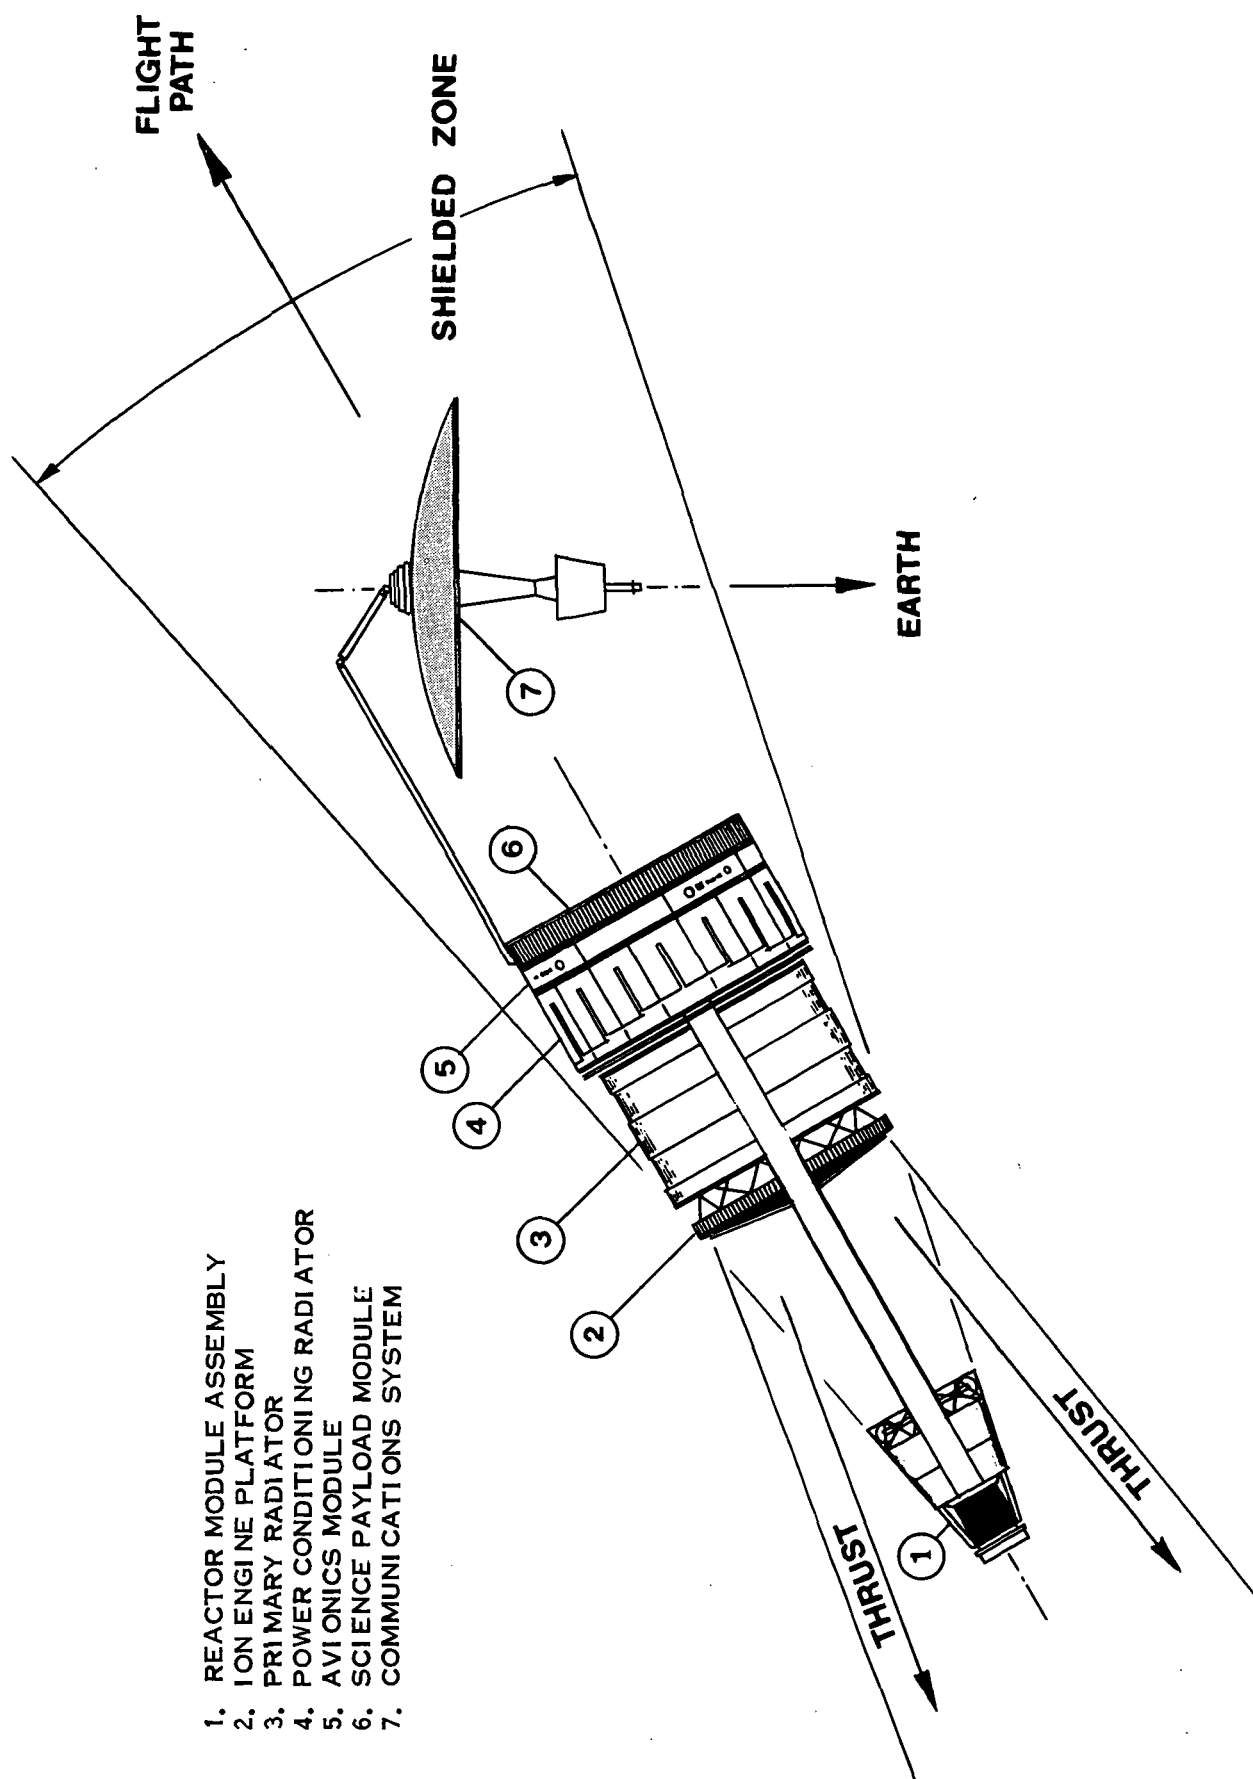 1. REACTOR MODULE ASSEMBLY
2. ION ENGINE PLATFORM
3. PRIMARY RADIATOR
4. POWER CONDITIONING RADIATOR
5. AVIONICS MODULE
6. SCIENCE PAYLOAD MODULE
7. COMMUNICATIONS SYSTEM
FLIGHT
PATH
SHIELDED ZONE
EARTH
THRUST
THRUST
1
2
3
4
5
6
7